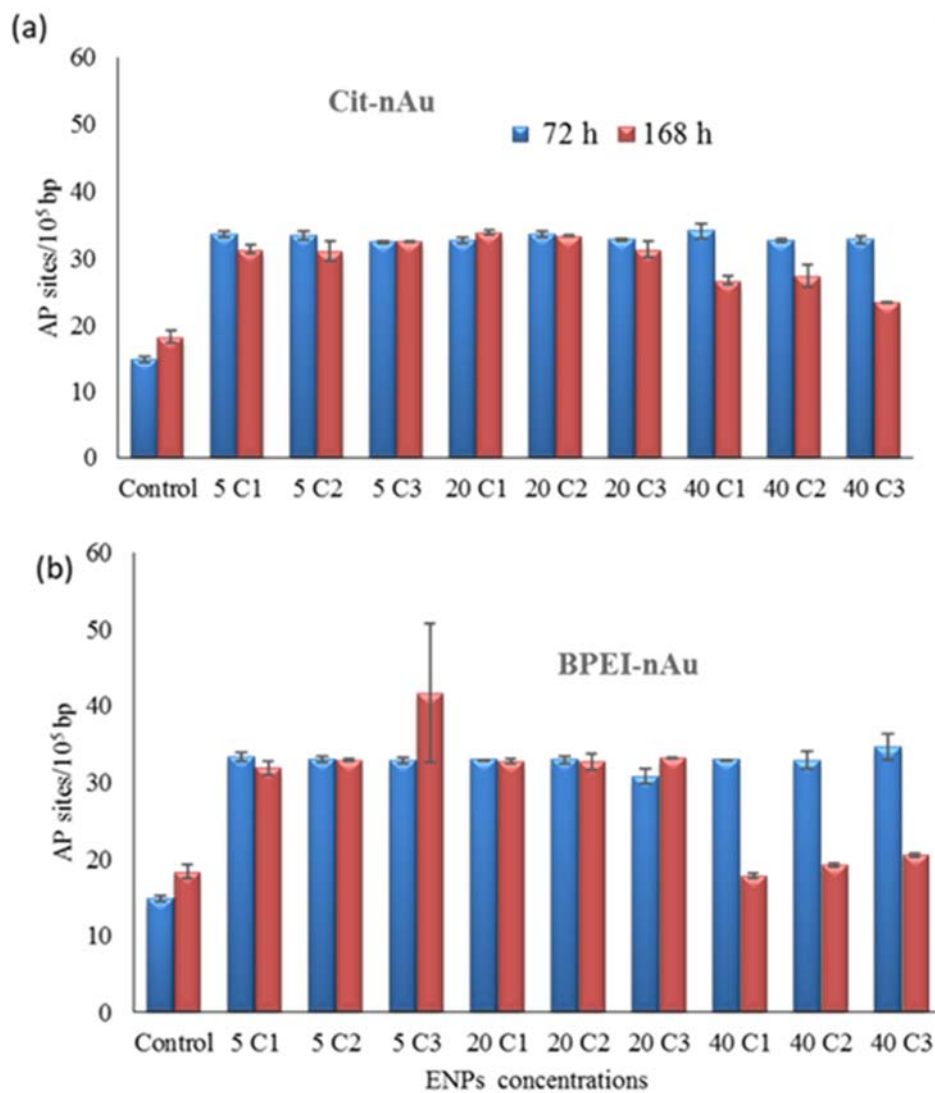 (a)
60
50
40
30
20
10
0
AP sites/10⁵ bp
Cit-nAu
72 h 168 h
Control 5 C1 5 C2 5 C3 20 C1 20 C2 20 C3 40 C1 40 C2 40 C3
(b)
60
50
40
30
20
10
0
AP sites/10⁵ bp
BPEI-nAu
Control 5 C1 5 C2 5 C3 20 C1 20 C2 20 C3 40 C1 40 C2 40 C3
ENPs concentrations